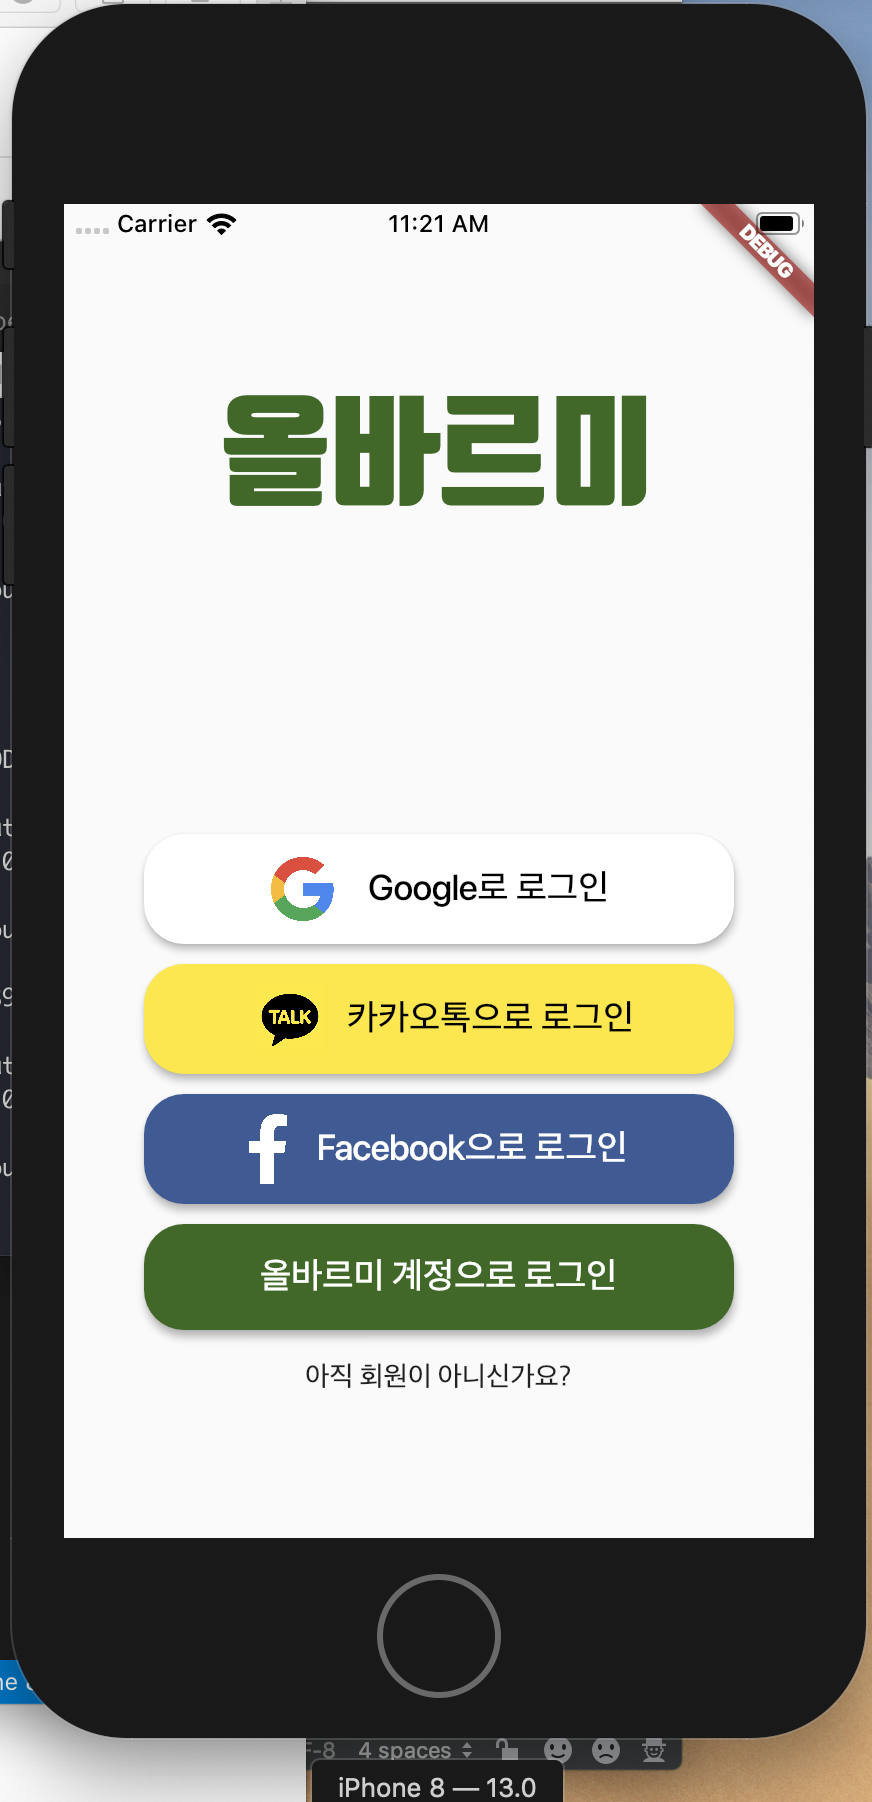 Carrier 11:21 AM
DEBUG
올바르미
Google로 로그인
TALK 카카오톡으로 로그인
Facebook으로 로그인
올바르미 계정으로 로그인
아직 회원이 아니신가요?
4 spaces
iPhone 8 — 13.0